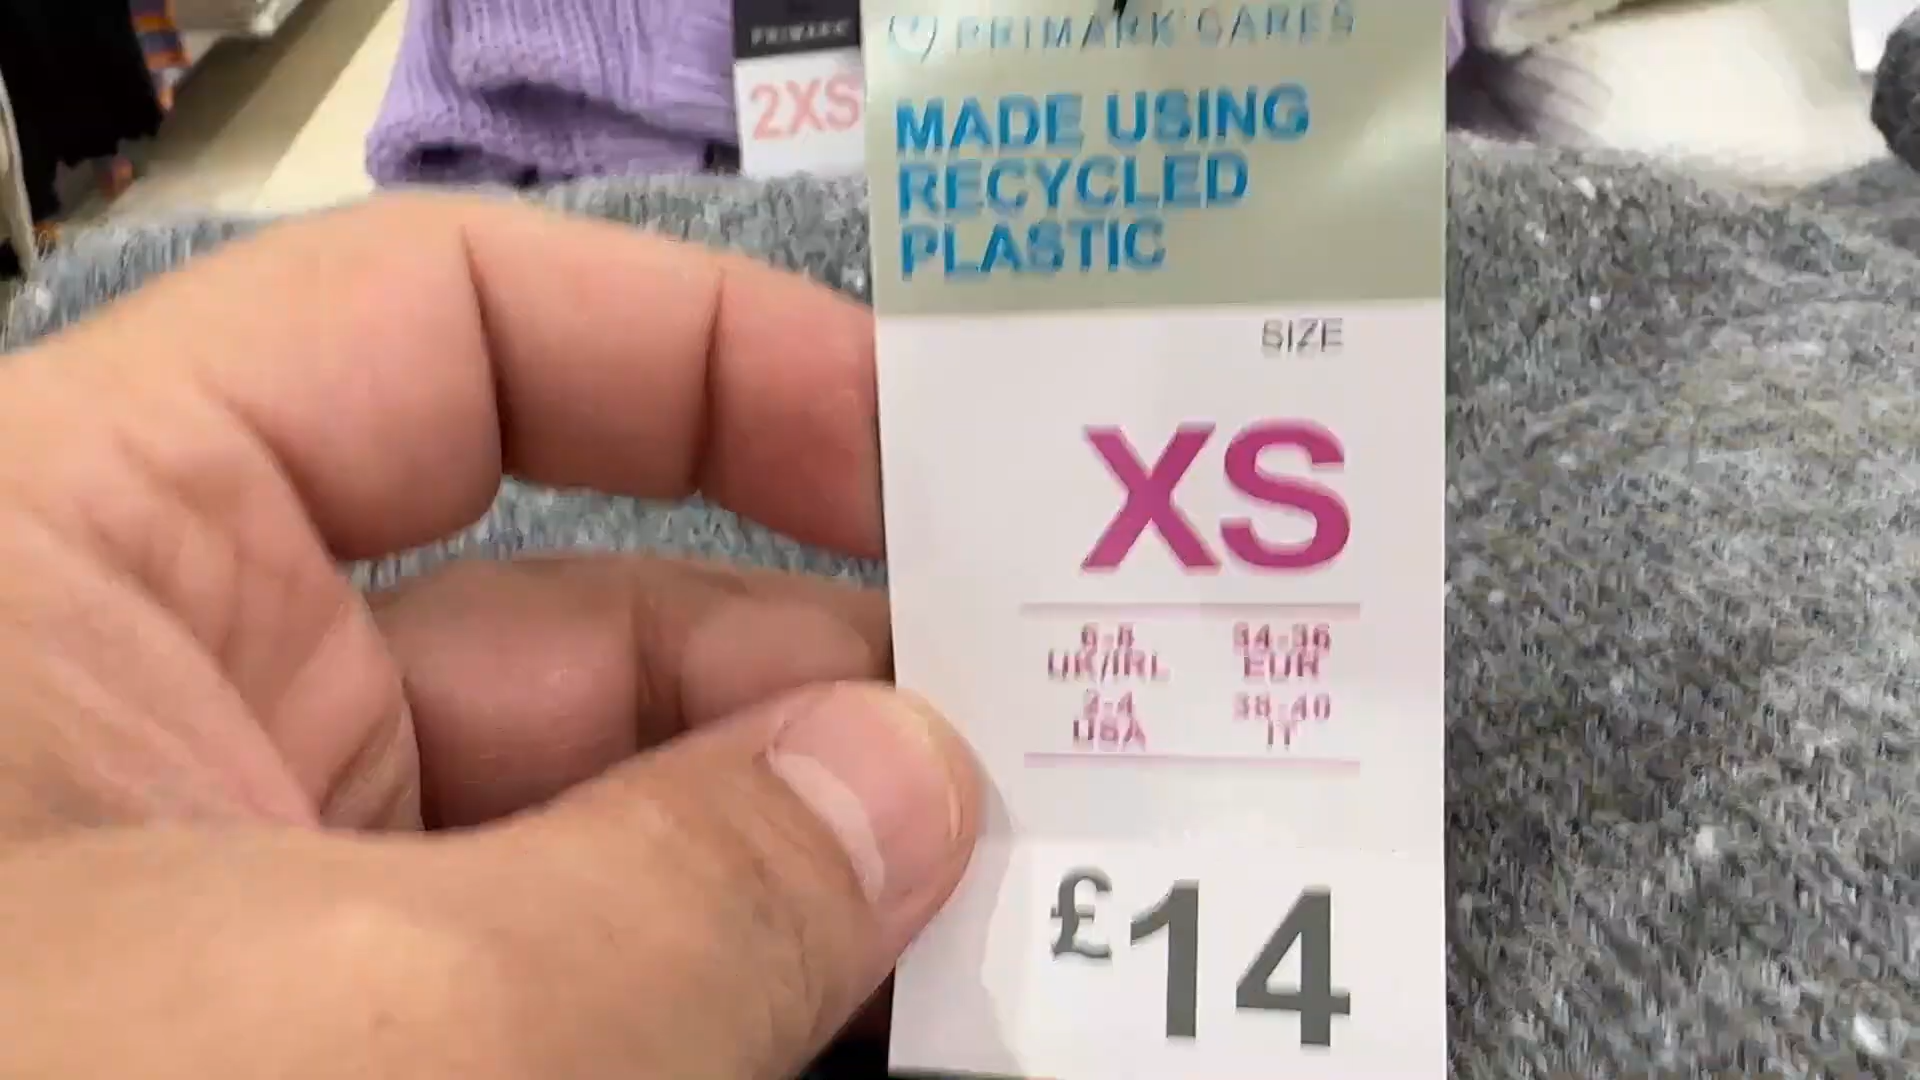 PRIMARK
2XS
PRIMARK CARES
MADE USING
RECYCLED
PLASTIC
SIZE
XS
6-8 34-36
UK/IRL EUR
2-4 38-40
USA IT
£14